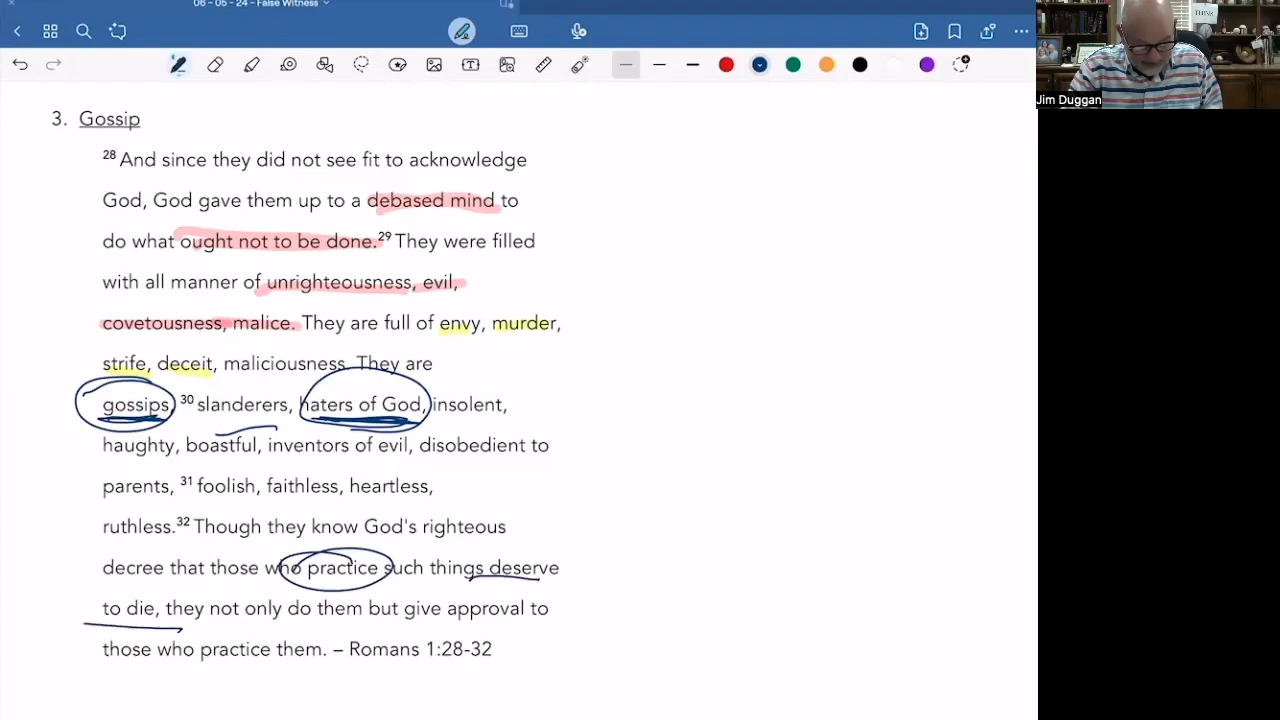 06 - 05 - 24 - False Witness
THINK
Jim Duggan
3. Gossip
28 And since they did not see fit to acknowledge
God, God gave them up to a debased mind to
do what ought not to be done.29 They were filled
with all manner of unrighteousness, evil,
covetousness, malice. They are full of envy, murder,
strife, deceit, maliciousness. They are
gossips, 30 slanderers, haters of God, insolent,
haughty, boastful, inventors of evil, disobedient to
parents, 31 foolish, faithless, heartless,
ruthless.32 Though they know God's righteous
decree that those who practice such things deserve
to die, they not only do them but give approval to
those who practice them. – Romans 1:28-32